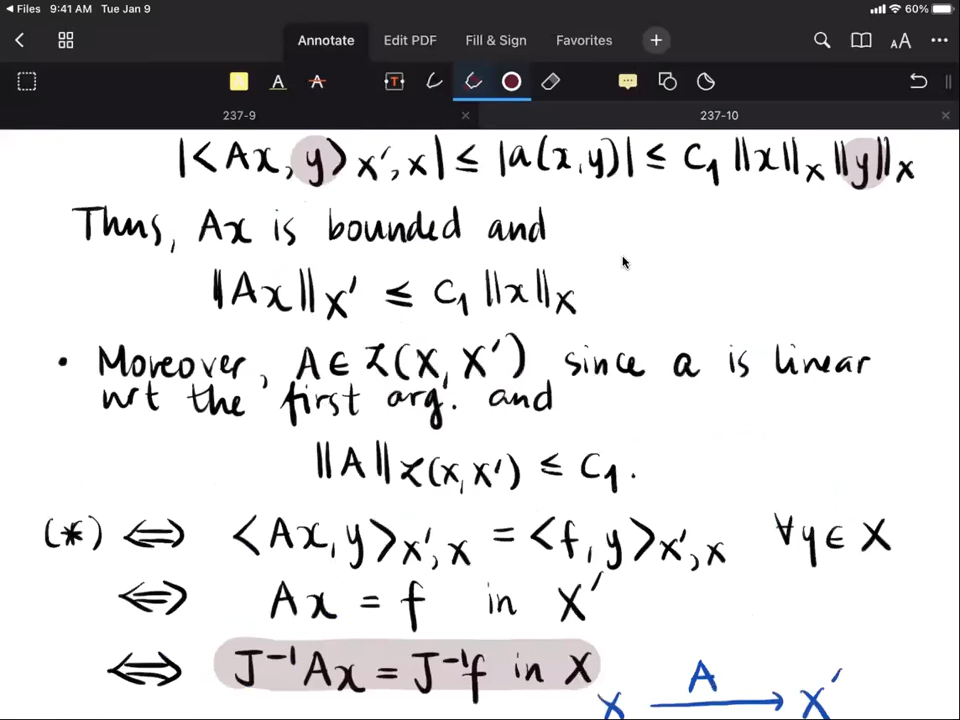 Files 9:41 AM Tue Jan 9 60%
Annotate Edit PDF Fill & Sign Favorites
237-9 237-10
|<Ax, y>X',X| ≤ |a(x,y)| ≤ C₁ ||x||X ||y||X
Thus, Ax is bounded and
||Ax||X' ≤ C₁ ||x||X
• Moreover, A ∈ ℒ(X, X') since a is linear
wrt the first arg. and
||A||ℒ(X,X') ≤ C₁.
(*) ⟺ <Ax,y>X',X = <f,y>X',X ∀y ∈ X
⟺ Ax = f in X'
⟺ J⁻¹Ax = J⁻¹f in X
X A → X'